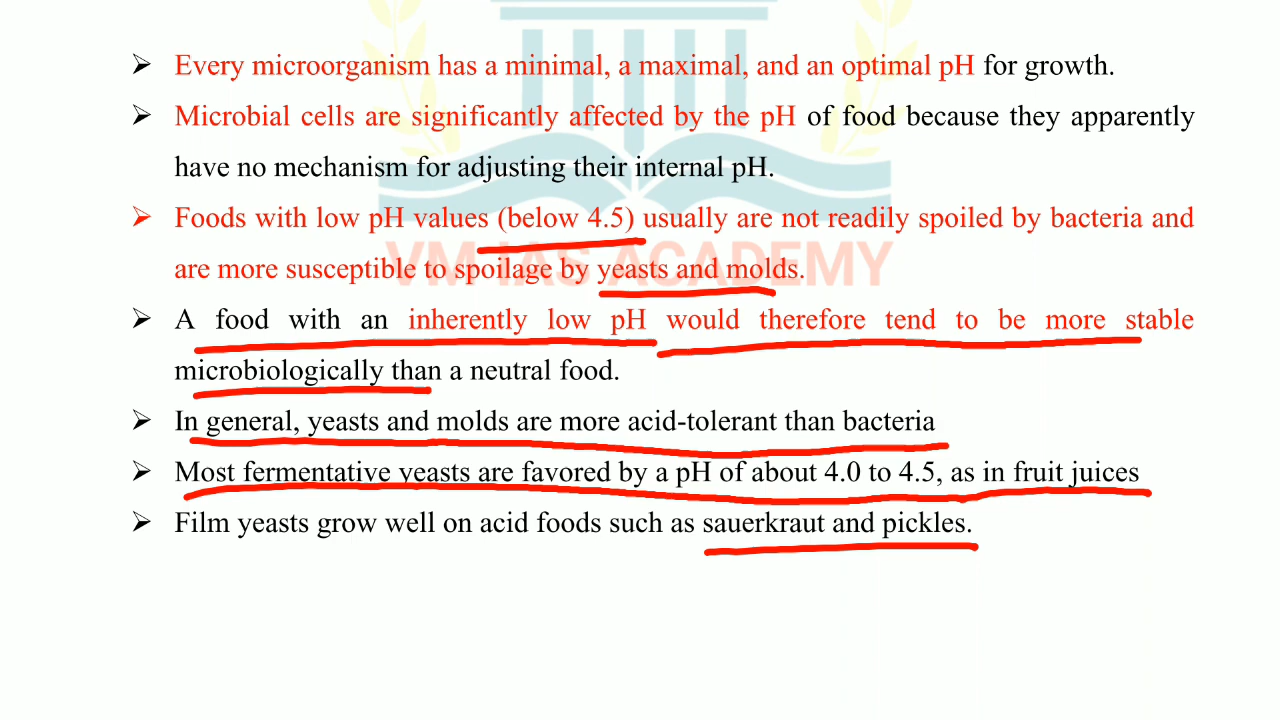 ➢ Every microorganism has a minimal, a maximal, and an optimal pH for growth.
➢ Microbial cells are significantly affected by the pH of food because they apparently
have no mechanism for adjusting their internal pH.
➢ Foods with low pH values (below 4.5) usually are not readily spoiled by bacteria and
VM IAS ACADEMY
are more susceptible to spoilage by yeasts and molds.
➢ A food with an inherently low pH would therefore tend to be more stable
microbiologically than a neutral food.
➢ In general, yeasts and molds are more acid-tolerant than bacteria
➢ Most fermentative yeasts are favored by a pH of about 4.0 to 4.5, as in fruit juices
➢ Film yeasts grow well on acid foods such as sauerkraut and pickles.